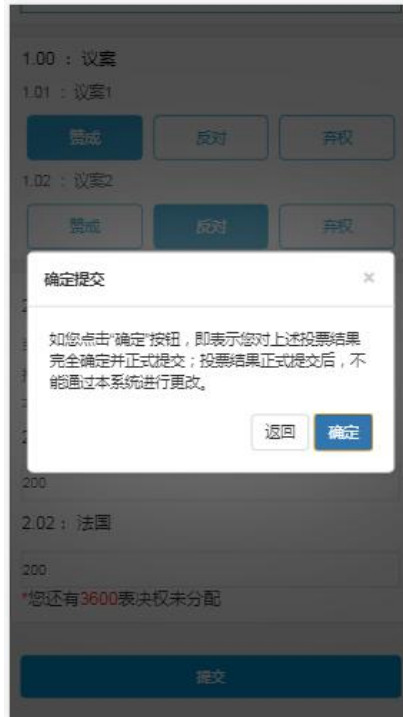 1.00 : 议案
1.01 : 议案1
赞成 反对 弃权
1.02 : 议案2
赞成 反对 弃权
确定提交 ×
如您点击“确定”按钮，即表示您对上述投票结果
完全确定并正式提交；投票结果正式提交后，不
能通过本系统进行更改。
返回 确定
200
2.02 : 法国
200
*您还有3600表决权未分配
提交